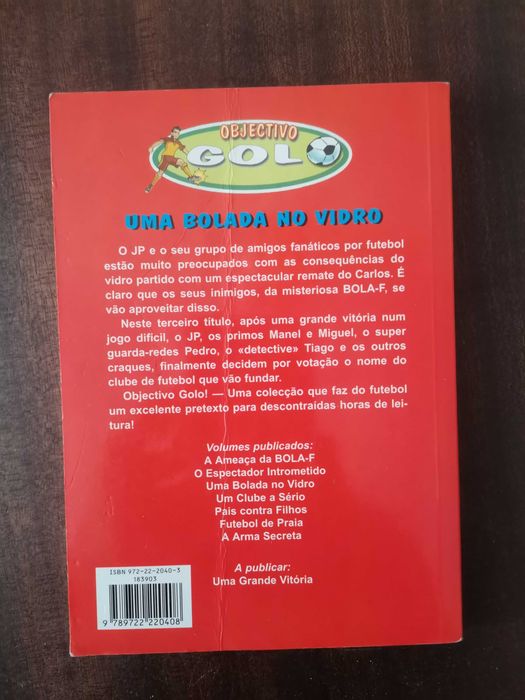 OBJECTIVO
GOLO
UMA BOLADA NO VIDRO
O JP e o seu grupo de amigos fanáticos por futebol
estão muito preocupados com as consequências do
vidro partido com um espectacular remate do Carlos. É
claro que os seus inimigos, da misteriosa BOLA-F, se
vão aproveitar disso.
Neste terceiro título, após uma grande vitória num
jogo difícil, o JP, os primos Manel e Miguel, o super
guarda-redes Pedro, o «detective» Tiago e os outros
craques, finalmente decidem por votação o nome do
clube de futebol que vão fundar.
Objectivo Golo! — Uma colecção que faz do futebol
um excelente pretexto para descontraídas horas de lei-
tura!
Volumes publicados:
A Ameaça da BOLA-F
O Espectador Intrometido
Uma Bolada no Vidro
Um Clube a Sério
Pais contra Filhos
Futebol de Praia
A Arma Secreta
A publicar:
Uma Grande Vitória
ISBN 972-22-2040-3
183903
9 789722 220408